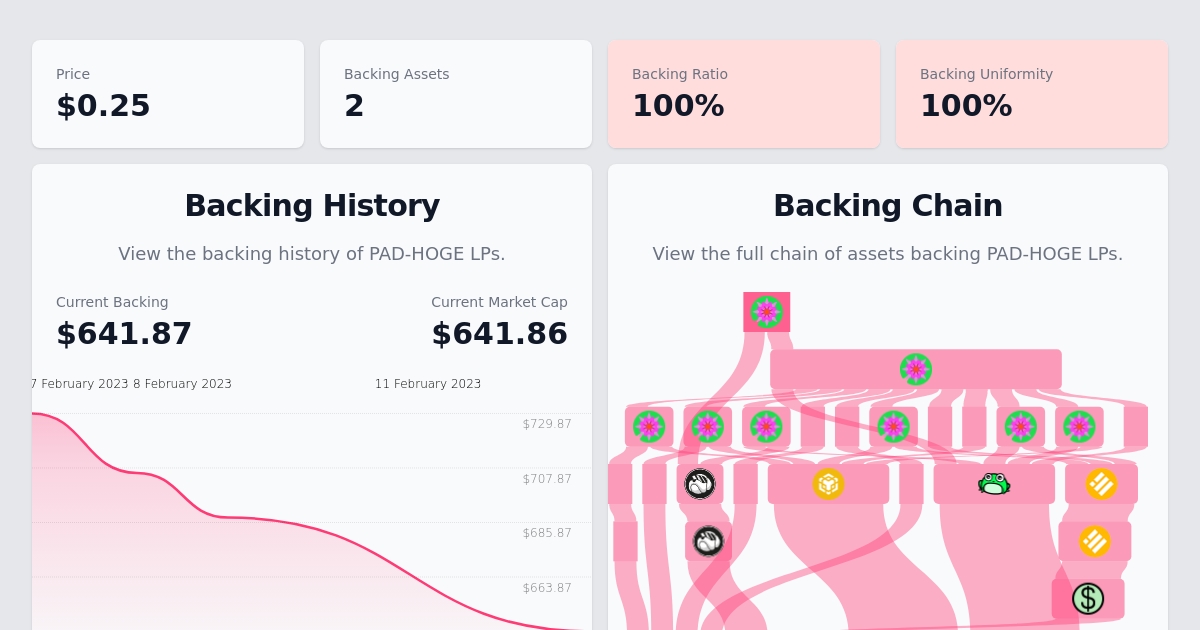 Price
$0.25
Backing Assets
2
Backing Ratio
100%
Backing Uniformity
100%
Backing History
View the backing history of PAD-HOGE LPs.
Current Backing
$641.87
Current Market Cap
$641.86
7 February 2023
8 February 2023
11 February 2023
$729.87
$707.87
$685.87
$663.87
Backing Chain
View the full chain of assets backing PAD-HOGE LPs.
$